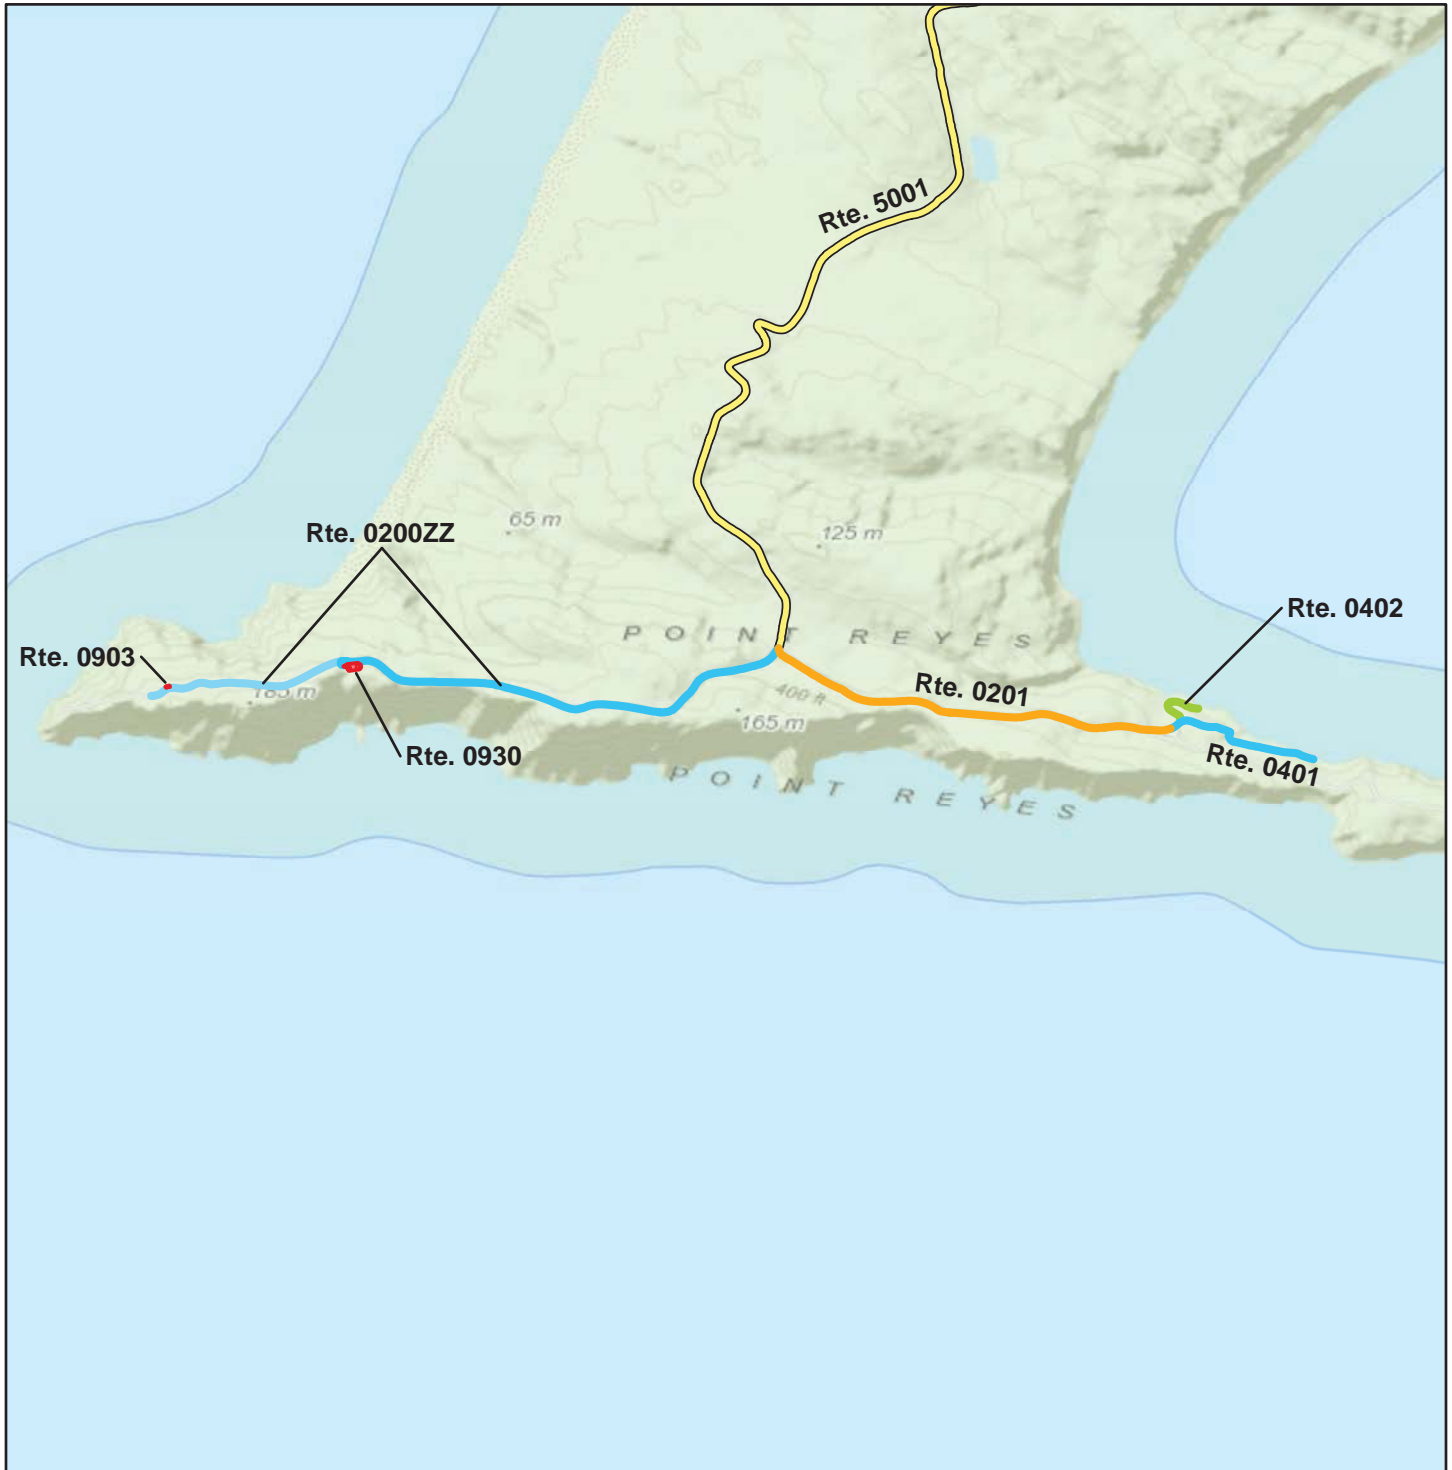 Rte. 5001
65 m
125 m
Rte. 0200ZZ
Rte. 0402
POINT REYES
Rte. 0903
185 m
400 ft
Rte. 0201
165 m
Rte. 0930
Rte. 0401
POINT REYES